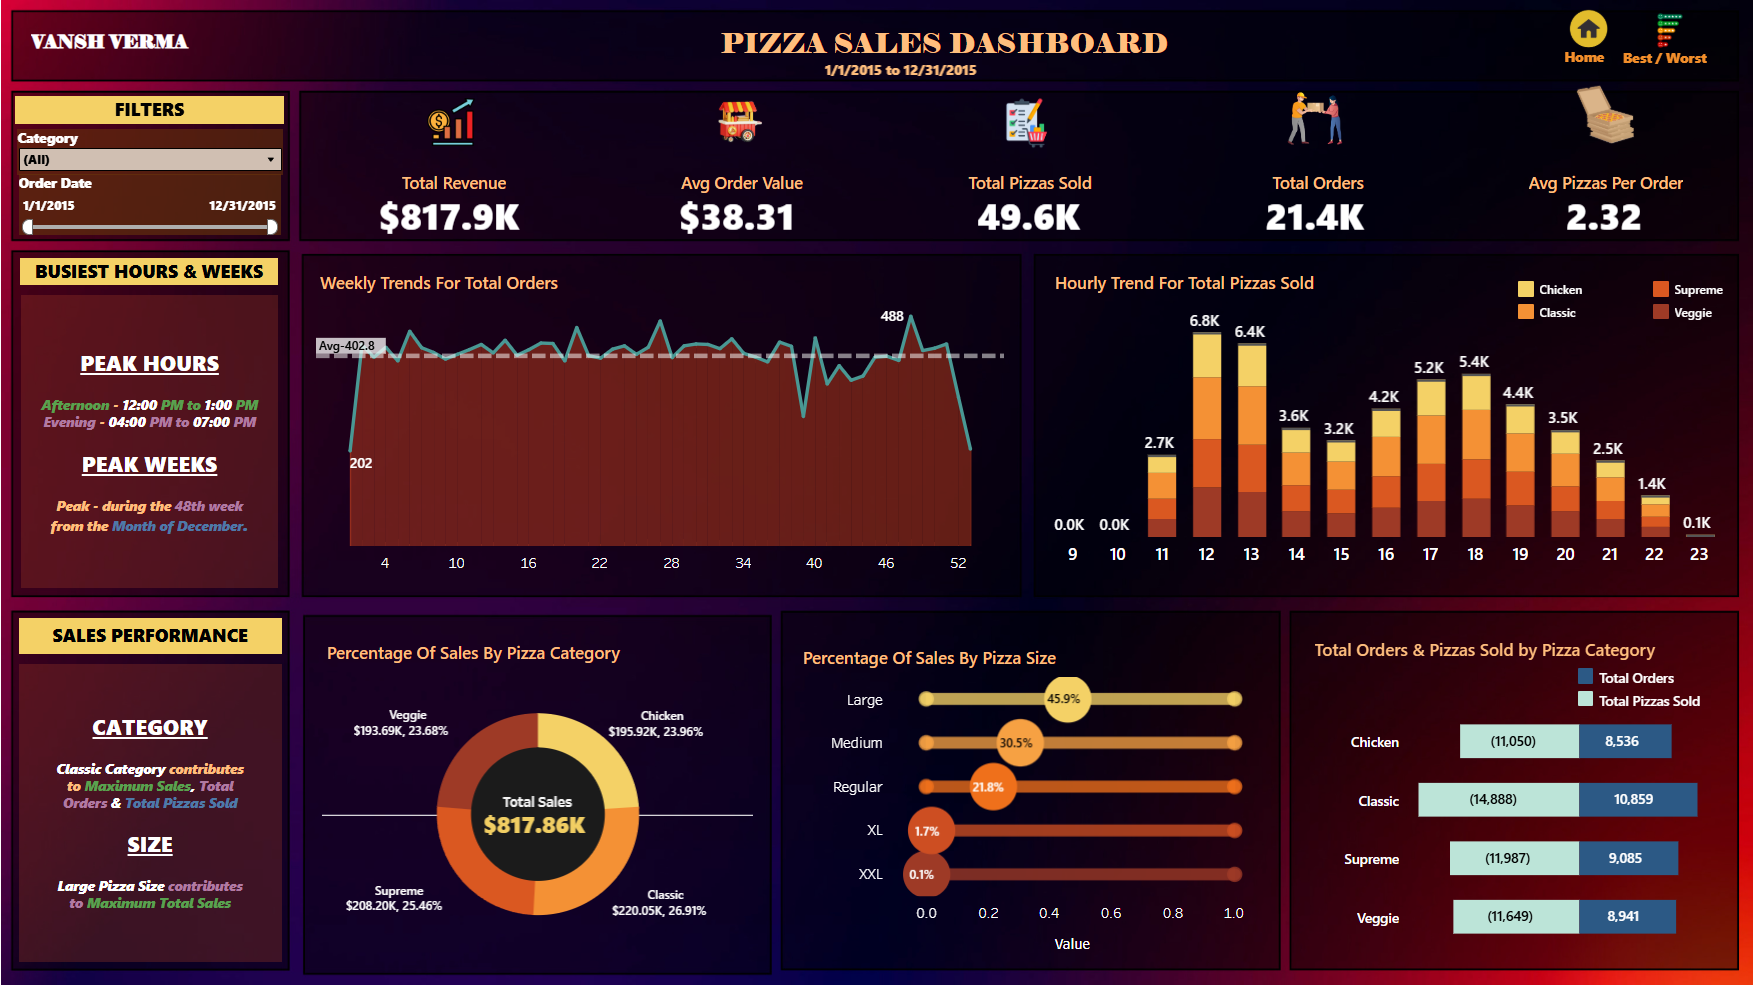 VANSH VERMA
PIZZA SALES DASHBOARD
1/1/2015 to 12/31/2015
Home
Best / Worst
FILTERS
Category
(All)
Order Date
1/1/2015 12/31/2015
Total Revenue
$817.9K
Avg Order Value
$38.31
Total Pizzas Sold
49.6K
Total Orders
21.4K
Avg Pizzas Per Order
2.32
BUSIEST HOURS & WEEKS
PEAK HOURS
Afternoon - 12:00 PM to 1:00 PM
Evening - 04:00 PM to 07:00 PM
PEAK WEEKS
Peak - during the 48th week
from the Month of December.
Weekly Trends For Total Orders
488
Avg-402.8
202
4 10 16 22 28 34 40 46 52
Hourly Trend For Total Pizzas Sold
Chicken
Supreme
Classic
Veggie
0.0K 0.0K 2.7K 6.8K 6.4K 3.6K 3.2K 4.2K 5.2K 5.4K 4.4K 3.5K 2.5K 1.4K 0.1K
9 10 11 12 13 14 15 16 17 18 19 20 21 22 23
SALES PERFORMANCE
CATEGORY
Classic Category contributes
to Maximum Sales, Total
Orders & Total Pizzas Sold
SIZE
Large Pizza Size contributes
to Maximum Total Sales
Percentage Of Sales By Pizza Category
Veggie
$193.69K, 23.68%
Chicken
$195.92K, 23.96%
Total Sales
$817.86K
Supreme
$208.20K, 25.46%
Classic
$220.05K, 26.91%
Percentage Of Sales By Pizza Size
Large 45.9%
Medium 30.5%
Regular 21.8%
XL 1.7%
XXL 0.1%
0.0 0.2 0.4 0.6 0.8 1.0
Value
Total Orders & Pizzas Sold by Pizza Category
Total Orders
Total Pizzas Sold
Chicken (11,050) 8,536
Classic (14,888) 10,859
Supreme (11,987) 9,085
Veggie (11,649) 8,941